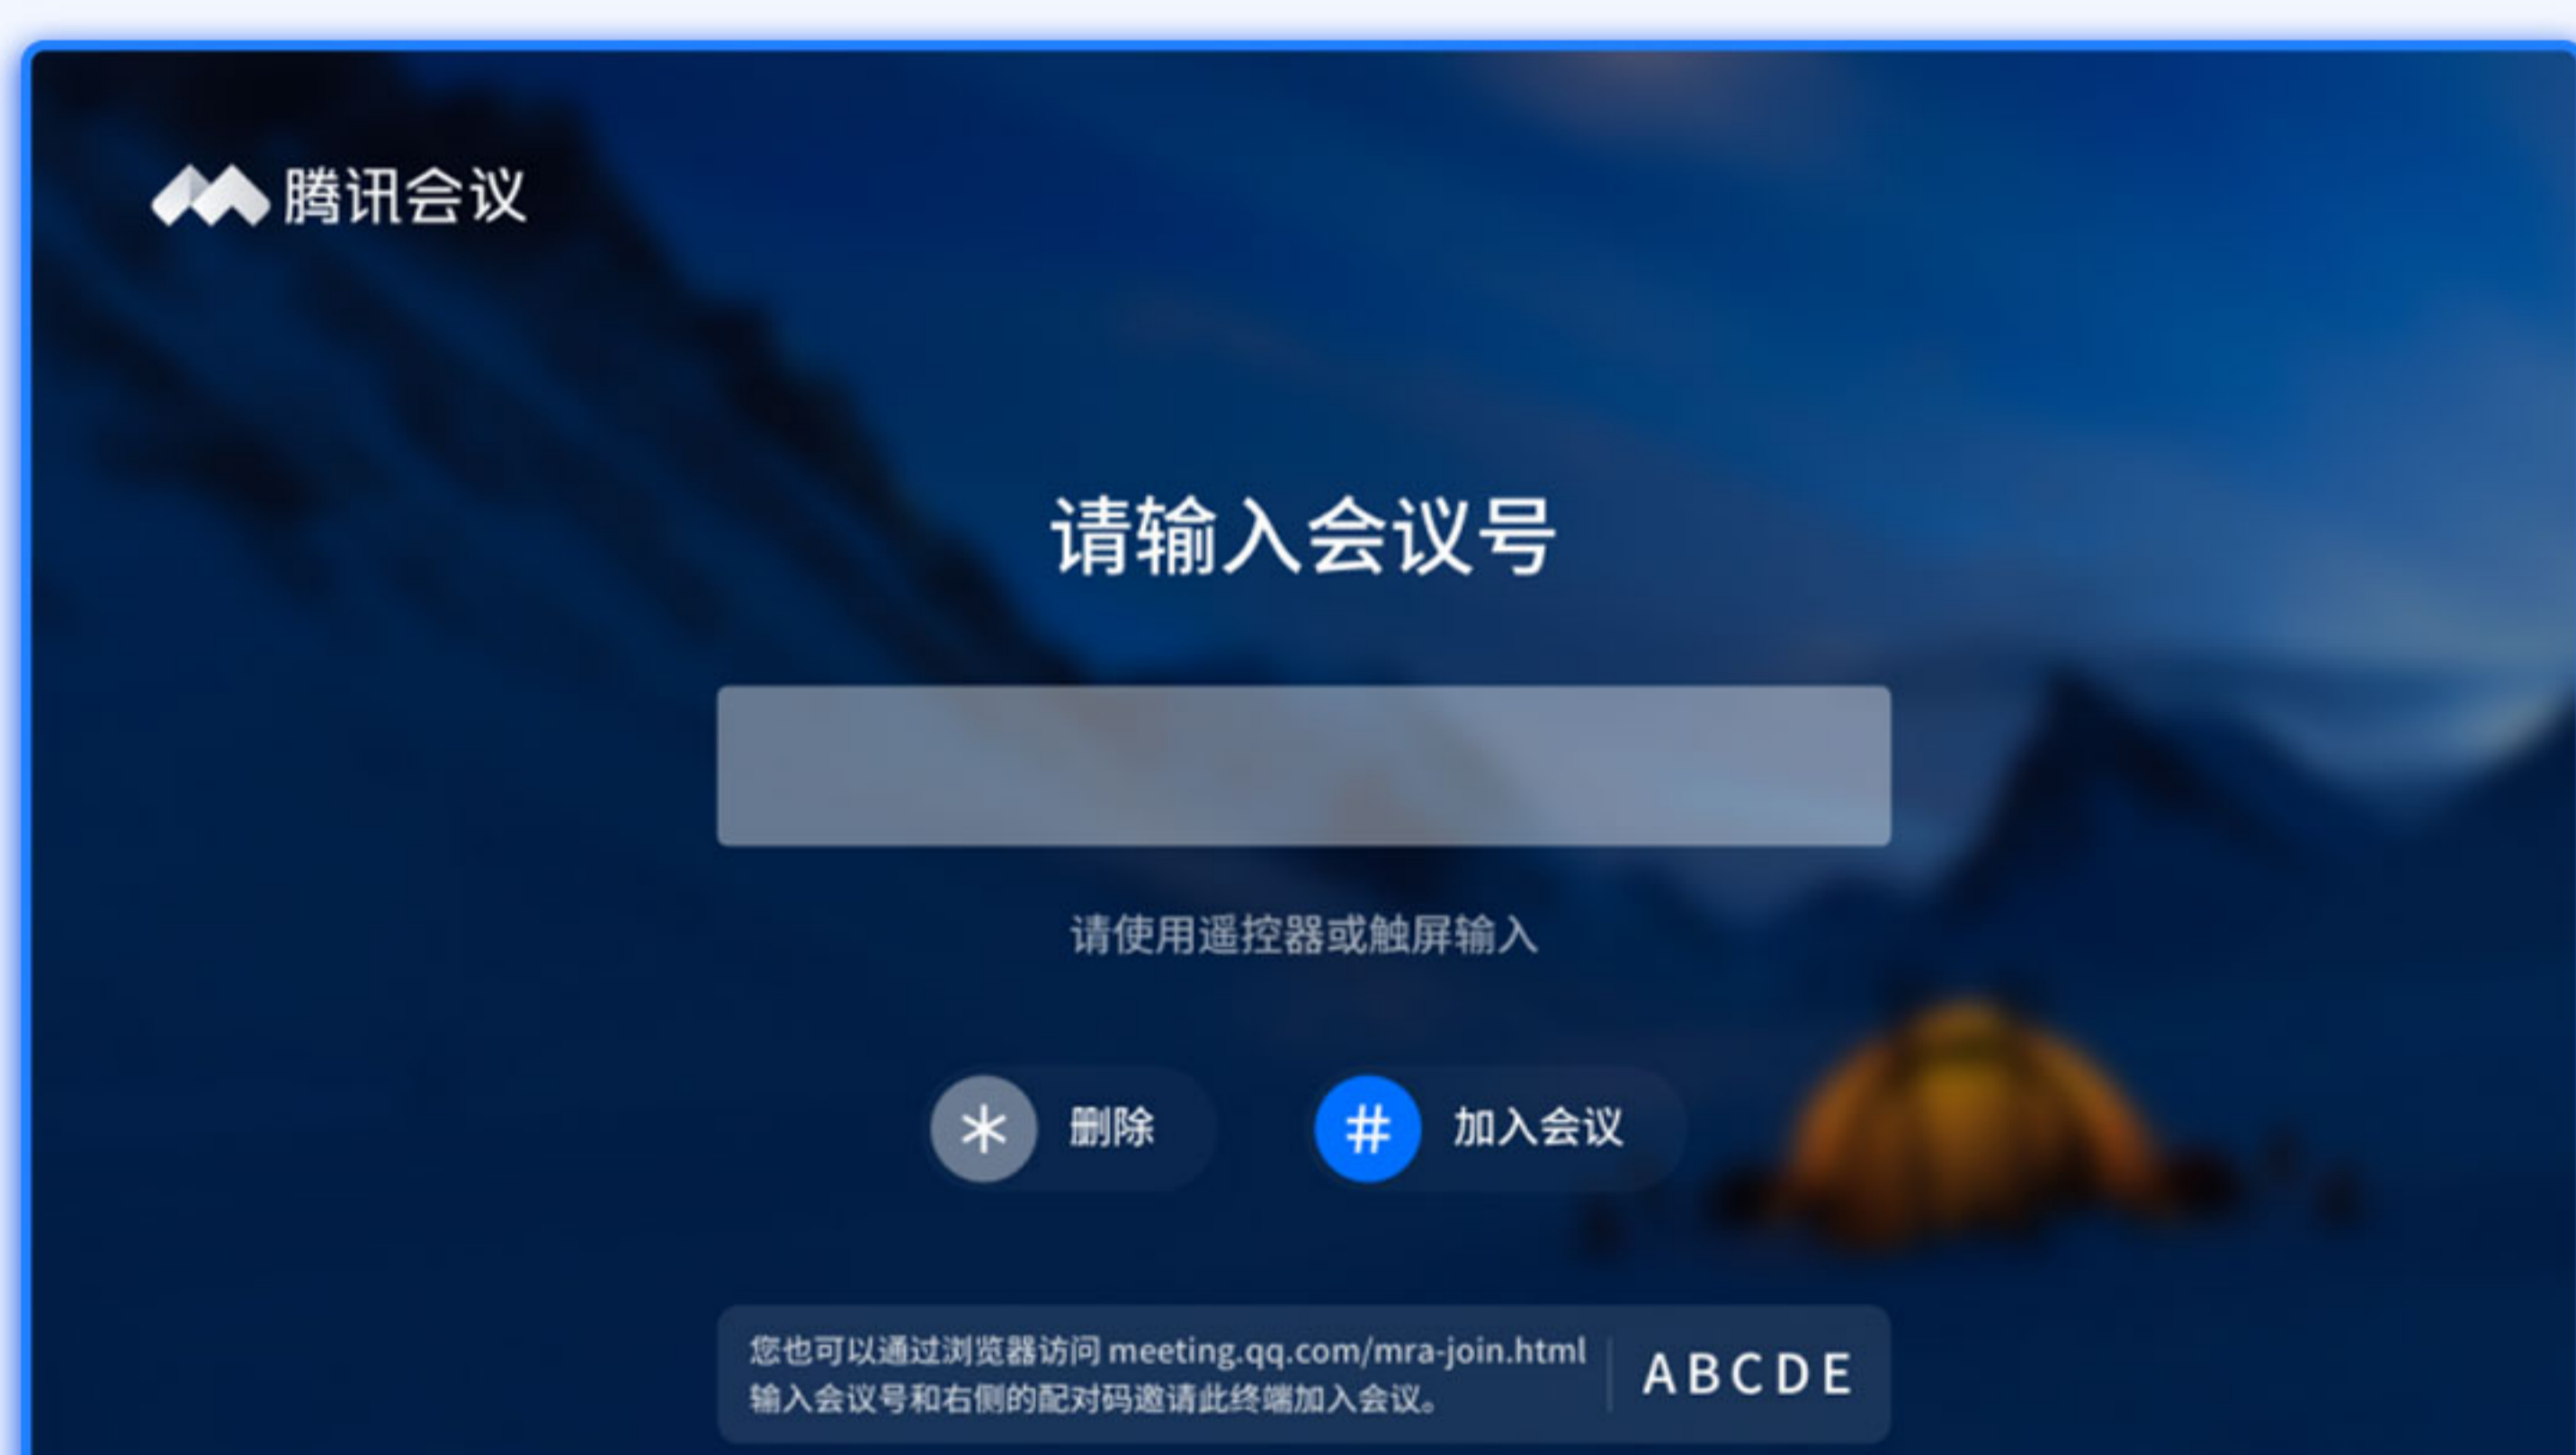 腾讯会议
请输入会议号
请使用遥控器或触屏输入
* 删除
# 加入会议
您也可以通过浏览器访问 meeting.qq.com/mra-join.html
输入会议号和右侧的配对码邀请此终端加入会议。
ABCDE